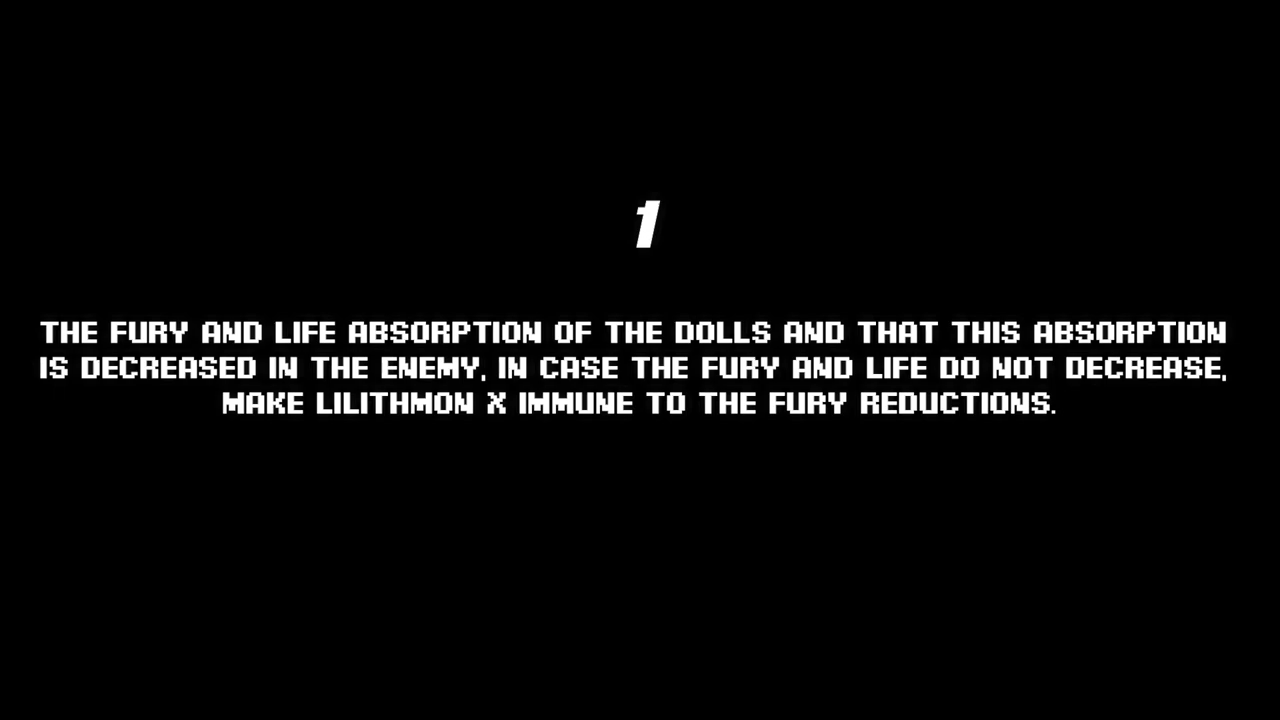 1
THE FURY AND LIFE ABSORPTION OF THE DOLLS AND THAT THIS ABSORPTION
IS DECREASED IN THE ENEMY, IN CASE THE FURY AND LIFE DO NOT DECREASE,
MAKE LILITHMON X IMMUNE TO THE FURY REDUCTIONS.